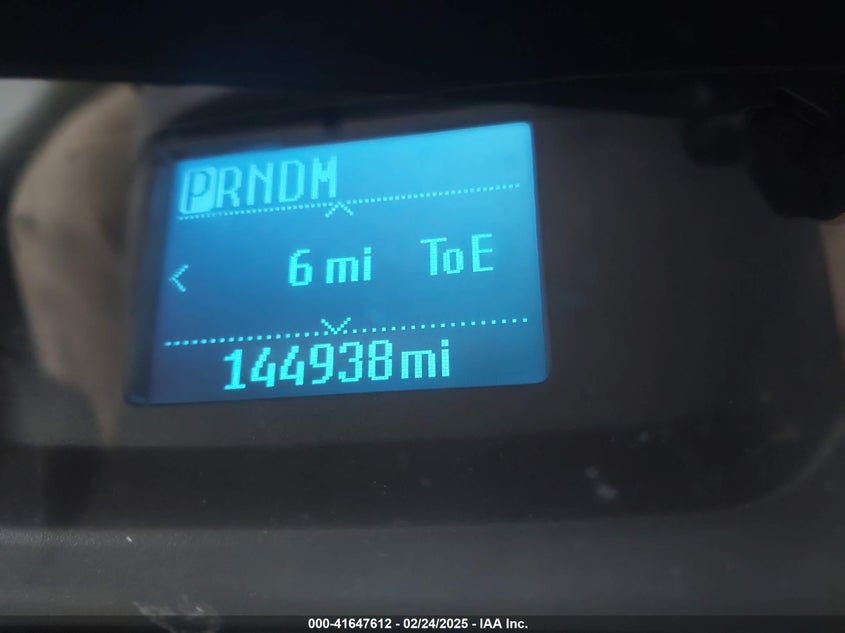 PRNDM
6 mi ToE
144938mi
000-41647612 - 02/24/2025 - IAA Inc.